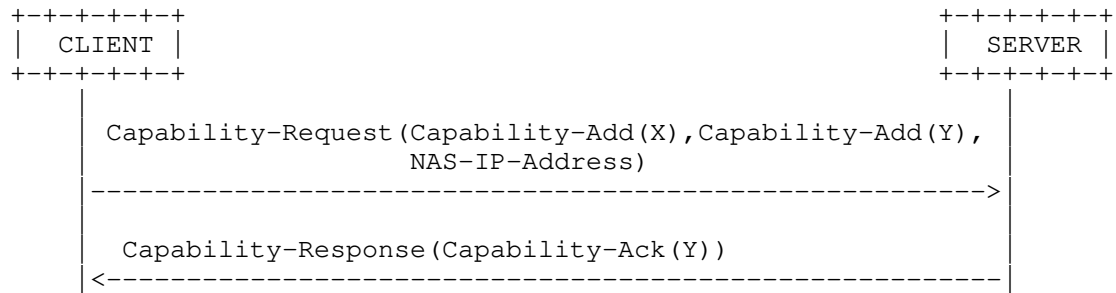 +-+-+-+-+-+ +-+-+-+-+-+
| CLIENT | | SERVER |
+-+-+-+-+-+ +-+-+-+-+-+
Capability-Request(Capability-Add(X),Capability-Add(Y),
NAS-IP-Address)
Capability-Response(Capability-Ack(Y))